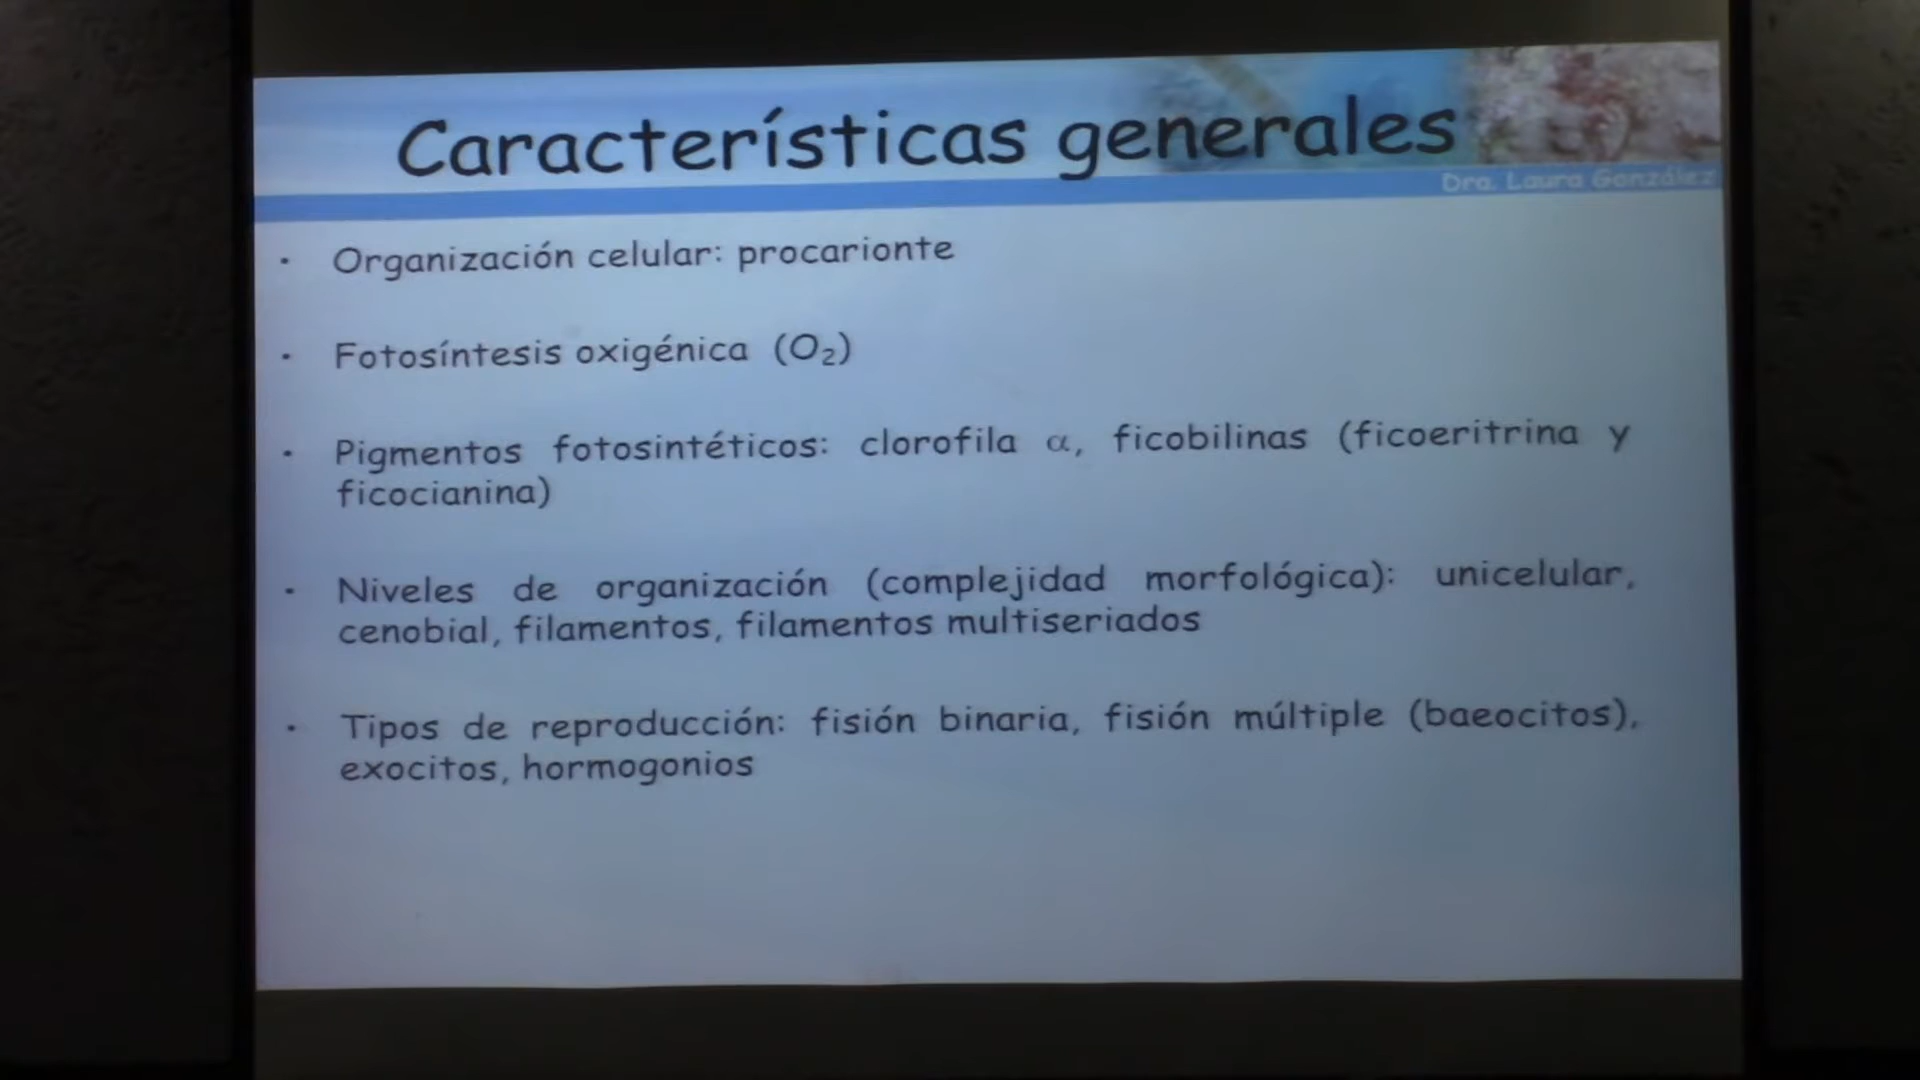 Características generales
Dra. Laura González
• Organización celular: procarionte
• Fotosíntesis oxigénica (O₂)
• Pigmentos fotosintéticos: clorofila α, ficobilinas (ficoeritrina y
ficocianina)
• Niveles de organización (complejidad morfológica): unicelular,
cenobial, filamentos, filamentos multiseriados
• Tipos de reproducción: fisión binaria, fisión múltiple (baeocitos),
exocitos, hormogonios